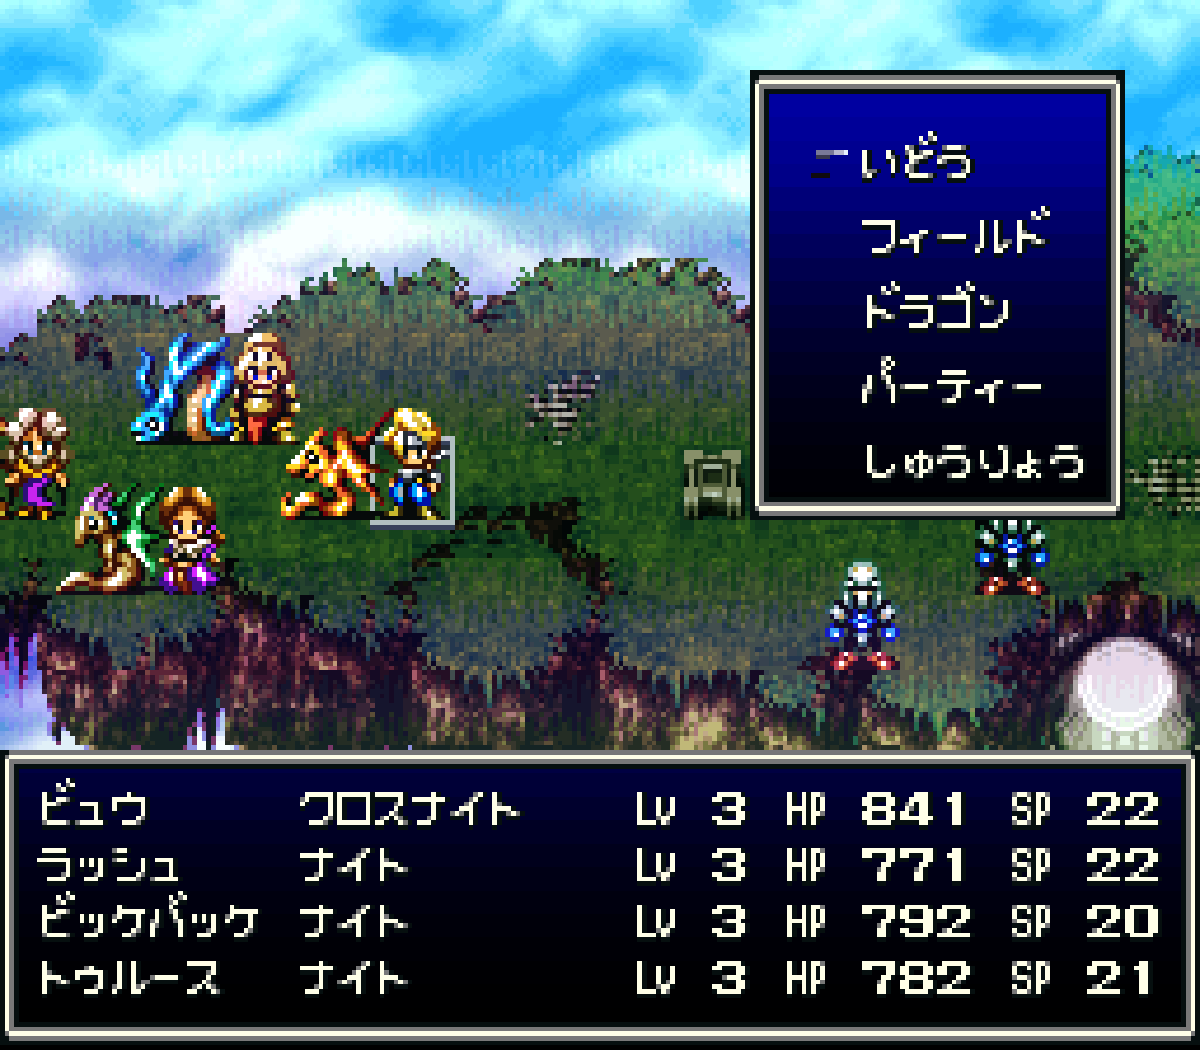 いどう
フィールド
ドラゴン
パーティー
しゅうりょう
ビュウ クロスナイト Lv 3 HP 841 SP 22
ラッシュ ナイト Lv 3 HP 771 SP 22
ビッケバッケ ナイト Lv 3 HP 792 SP 20
トゥルース ナイト Lv 3 HP 782 SP 21